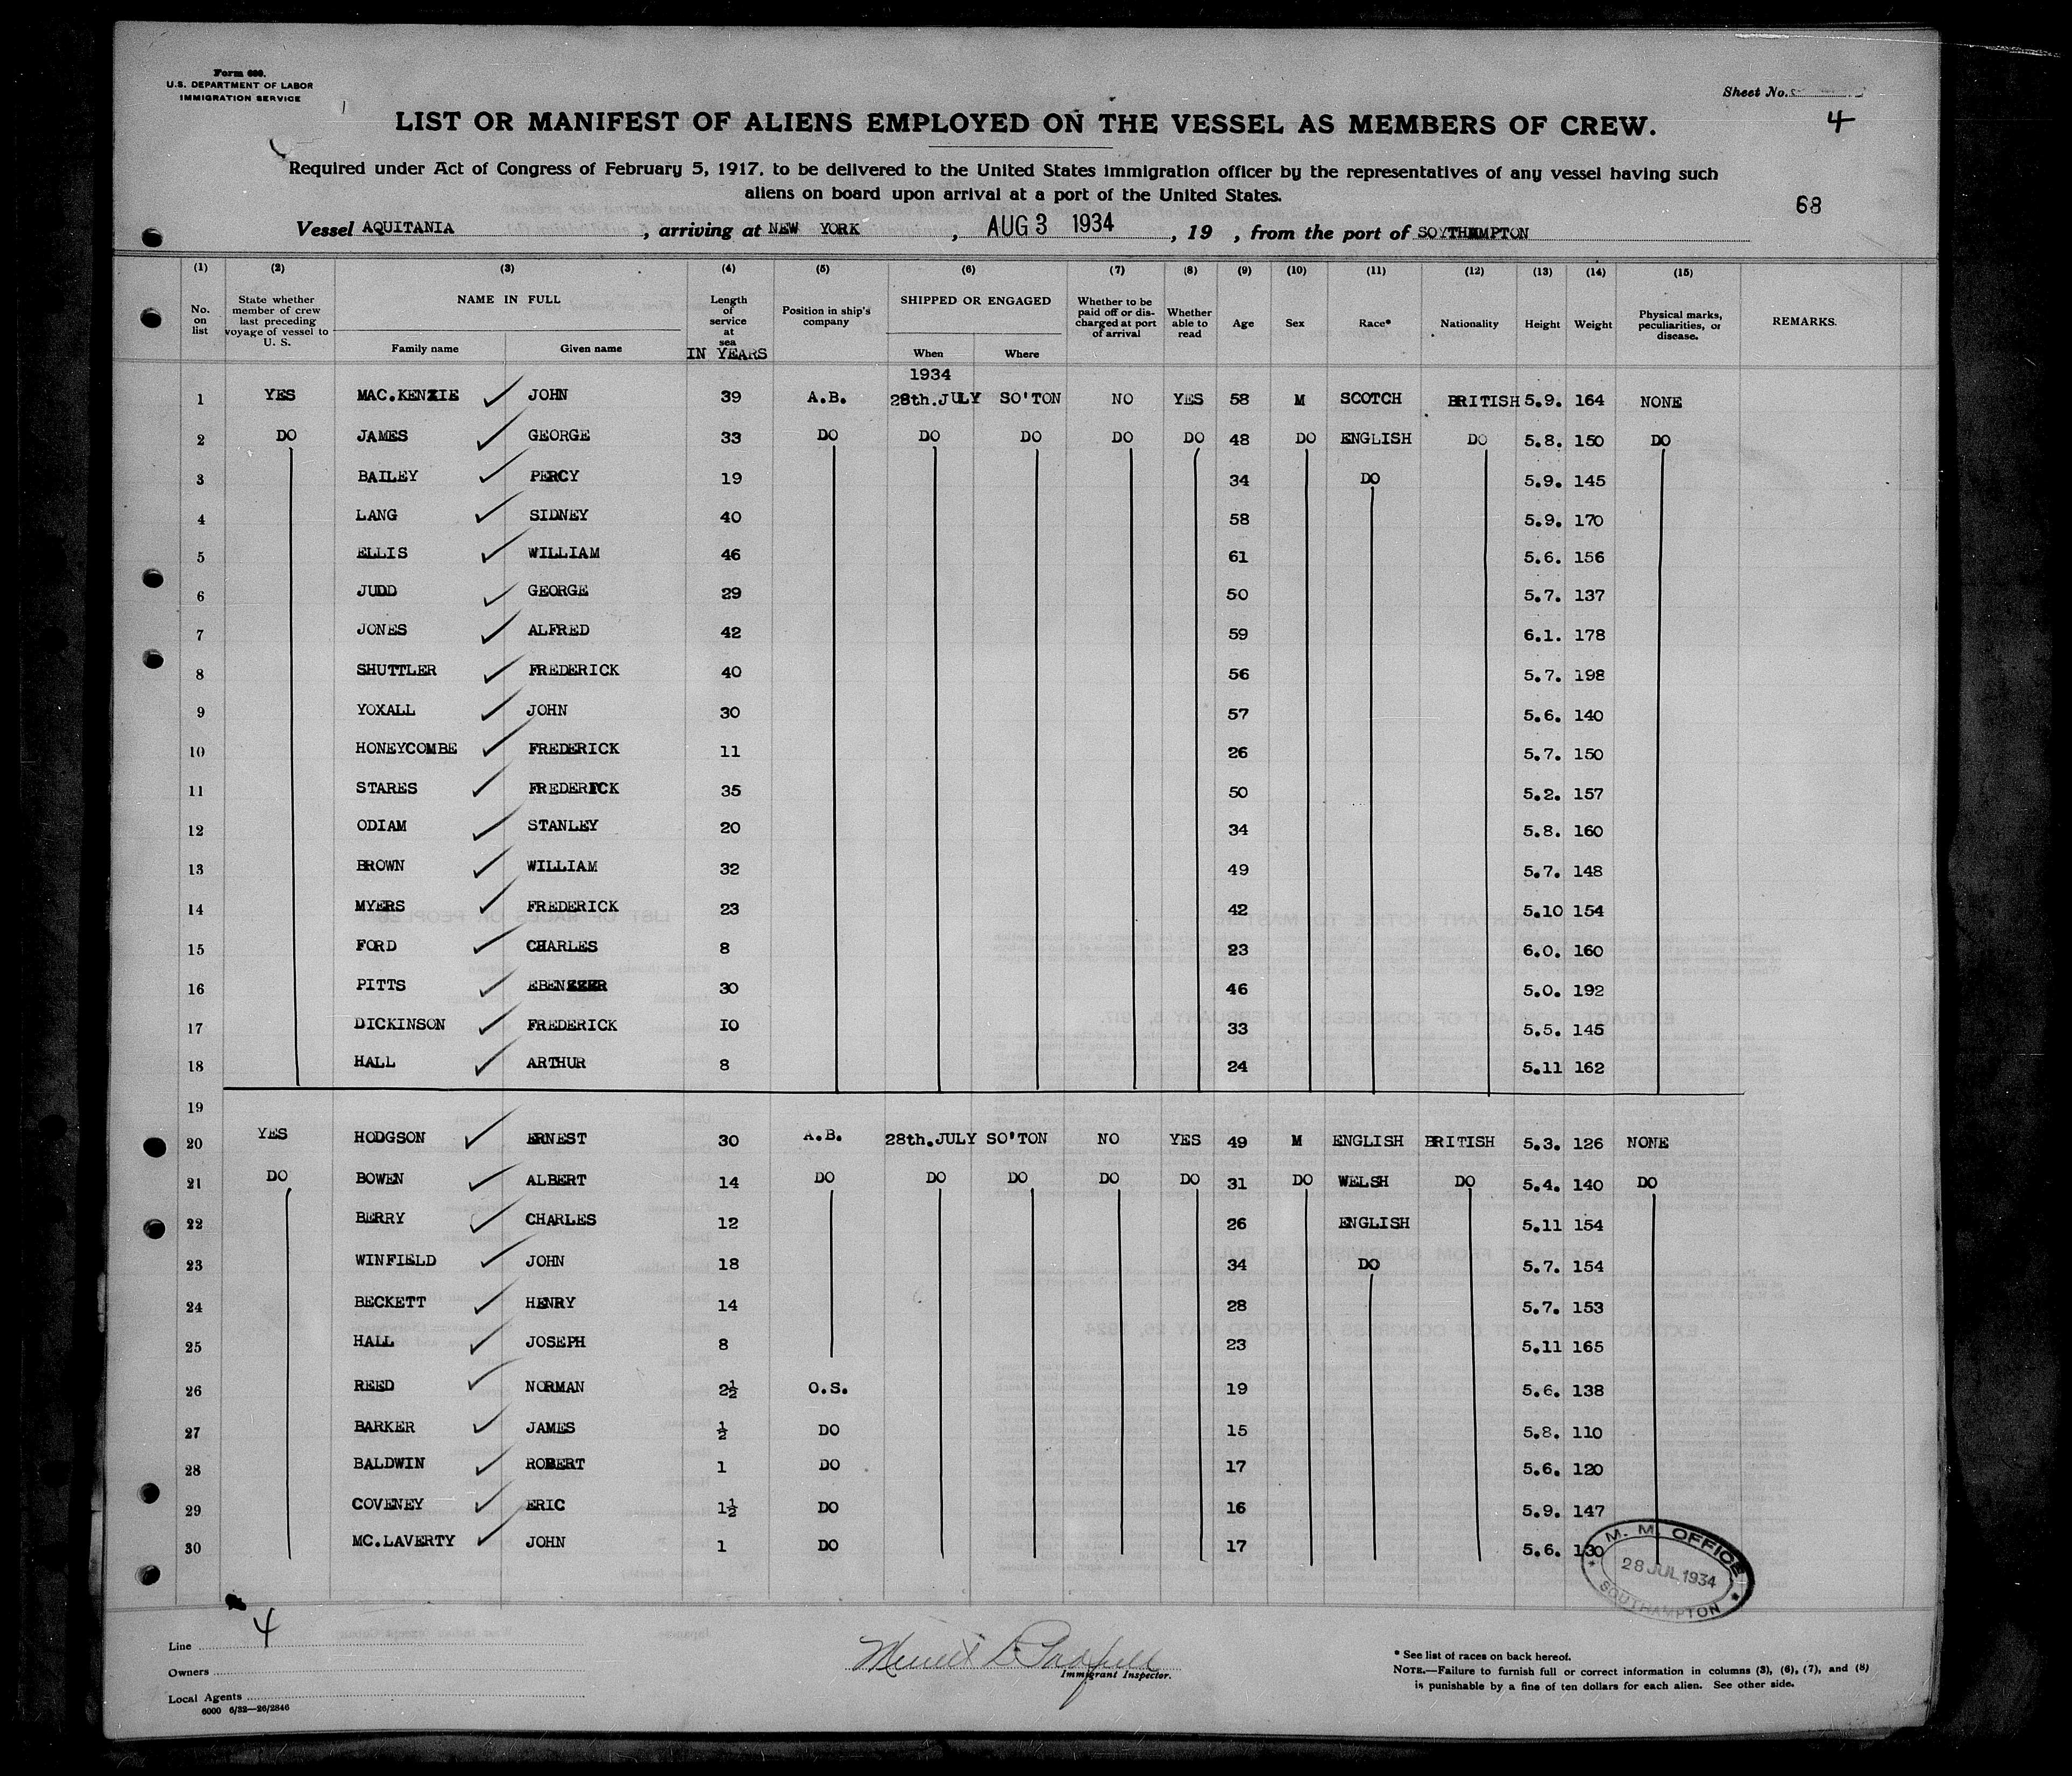 Form 680.
U.S. DEPARTMENT OF LABOR
IMMIGRATION SERVICE
Sheet No.
4
LIST OR MANIFEST OF ALIENS EMPLOYED ON THE VESSEL AS MEMBERS OF CREW.
Required under Act of Congress of February 5, 1917, to be delivered to the United States immigration officer by the representatives of any vessel having such
aliens on board upon arrival at a port of the United States.
68
Vessel AQUITANIA, arriving at NEW YORK, AUG 3 1934, 19 , from the port of SOYTHAMPTON
(1) (2) (3) (4) (5) (6) (7) (8) (9) (10) (11) (12) (13) (14) (15)
No. on list State whether member of crew last preceding voyage of vessel to U. S. NAME IN FULL Family name Given name Length of service at sea IN YEARS Position in ship's company SHIPPED OR ENGAGED When Where Whether to be paid off or discharged at port of arrival Whether able to read Age Sex Race* Nationality Height Weight Physical marks, peculiarities, or disease. REMARKS.
1934
1 YES MAC.KENZIE JOHN 39 A.B. 28th.JULY SO'TON NO YES 58 M SCOTCH BRITISH 5.9. 164 NONE
2 DO JAMES GEORGE 33 DO DO DO DO DO 48 DO ENGLISH DO 5.8. 150 DO
3 BAILEY PERCY 19 34 DO 5.9. 145
4 LANG SIDNEY 40 58 5.9. 170
5 ELLIS WILLIAM 46 61 5.6. 156
6 JUDD GEORGE 29 50 5.7. 137
7 JONES ALFRED 42 59 6.1. 178
8 SHUTTLER FREDERICK 40 56 5.7. 198
9 YOXALL JOHN 30 57 5.6. 140
10 HONEYCOMBE FREDERICK 11 26 5.7. 150
11 STARES FREDERICK 35 50 5.2. 157
12 ODIAM STANLEY 20 34 5.8. 160
13 BROWN WILLIAM 32 49 5.7. 148
14 MYERS FREDERICK 23 42 5.10 154
15 FORD CHARLES 8 23 6.0. 160
16 PITTS EBENEZER 30 46 5.0. 192
17 DICKINSON FREDERICK IO 33 5.5. 145
18 HALL ARTHUR 8 24 5.11 162
19
20 YES HODGSON ERNEST 30 A.B. 28th.JULY SO'TON NO YES 49 M ENGLISH BRITISH 5.3. 126 NONE
21 DO BOWEN ALBERT 14 DO DO DO DO DO 31 DO WELSH DO 5.4. 140 DO
22 BERRY CHARLES 12 26 ENGLISH 5.11 154
23 WINFIELD JOHN 18 34 DO 5.7. 154
24 BECKETT HENRY 14 28 5.7. 153
25 HALL JOSEPH 8 23 5.11 165
26 REED NORMAN 2½ O.S. 19 5.6. 138
27 BARKER JAMES ½ DO 15 5.8. 110
28 BALDWIN ROBERT 1 DO 17 5.6. 120
29 COVENEY ERIC 1½ DO 16 5.9. 147
30 MC.LAVERTY JOHN 1 DO 17 5.6. 130
M. M. OFFICE
28 JUL 1934
SOUTHAMPTON
4
Line
Owners
Local Agents
6000 6/32—26/2846
Immigrant Inspector.
* See list of races on back hereof.
NOTE.—Failure to furnish full or correct information in columns (3), (6), (7), and (8)
is punishable by a fine of ten dollars for each alien. See other side.